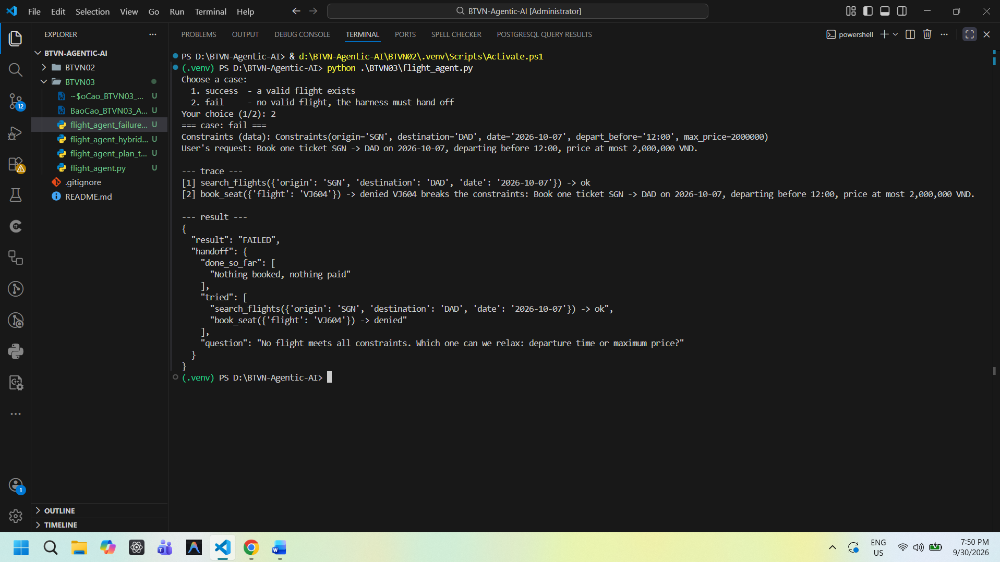 File Edit Selection View Go Run Terminal Help
BTVN-Agentic-AI [Administrator]
EXPLORER
BTVN-AGENTIC-AI
BTVN02
BTVN03
~$oCao_BTVN03_... U
BaoCao_BTVN03_A... U
flight_agent_failure... U
flight_agent_hybrid... U
flight_agent_plan_t... U
flight_agent.py U
.gitignore
README.md
OUTLINE
TIMELINE
12
1
PROBLEMS OUTPUT DEBUG CONSOLE TERMINAL PORTS SPELL CHECKER POSTGRESQL QUERY RESULTS
powershell
PS D:\BTVN-Agentic-AI> & d:\BTVN-Agentic-AI\BTVN02\.venv\Scripts\Activate.ps1
(.venv) PS D:\BTVN-Agentic-AI> python .\BTVN03\flight_agent.py
Choose a case:
1. success - a valid flight exists
2. fail - no valid flight, the harness must hand off
Your choice (1/2): 2
=== case: fail ===
Constraints (data): Constraints(origin='SGN', destination='DAD', date='2026-10-07', depart_before='12:00', max_price=2000000)
User's request: Book one ticket SGN -> DAD on 2026-10-07, departing before 12:00, price at most 2,000,000 VND.
--- trace ---
[1] search_flights({'origin': 'SGN', 'destination': 'DAD', 'date': '2026-10-07'}) -> ok
[2] book_seat({'flight': 'VJ604'}) -> denied VJ604 breaks the constraints: Book one ticket SGN -> DAD on 2026-10-07, departing before 12:00, price at most 2,000,000 VND.
--- result ---
{
"result": "FAILED",
"handoff": {
"done_so_far": [
"Nothing booked, nothing paid"
],
"tried": [
"search_flights({'origin': 'SGN', 'destination': 'DAD', 'date': '2026-10-07'}) -> ok",
"book_seat({'flight': 'VJ604'}) -> denied"
],
"question": "No flight meets all constraints. Which one can we relax: departure time or maximum price?"
}
}
(.venv) PS D:\BTVN-Agentic-AI>
ENG
US
7:50 PM
9/30/2026